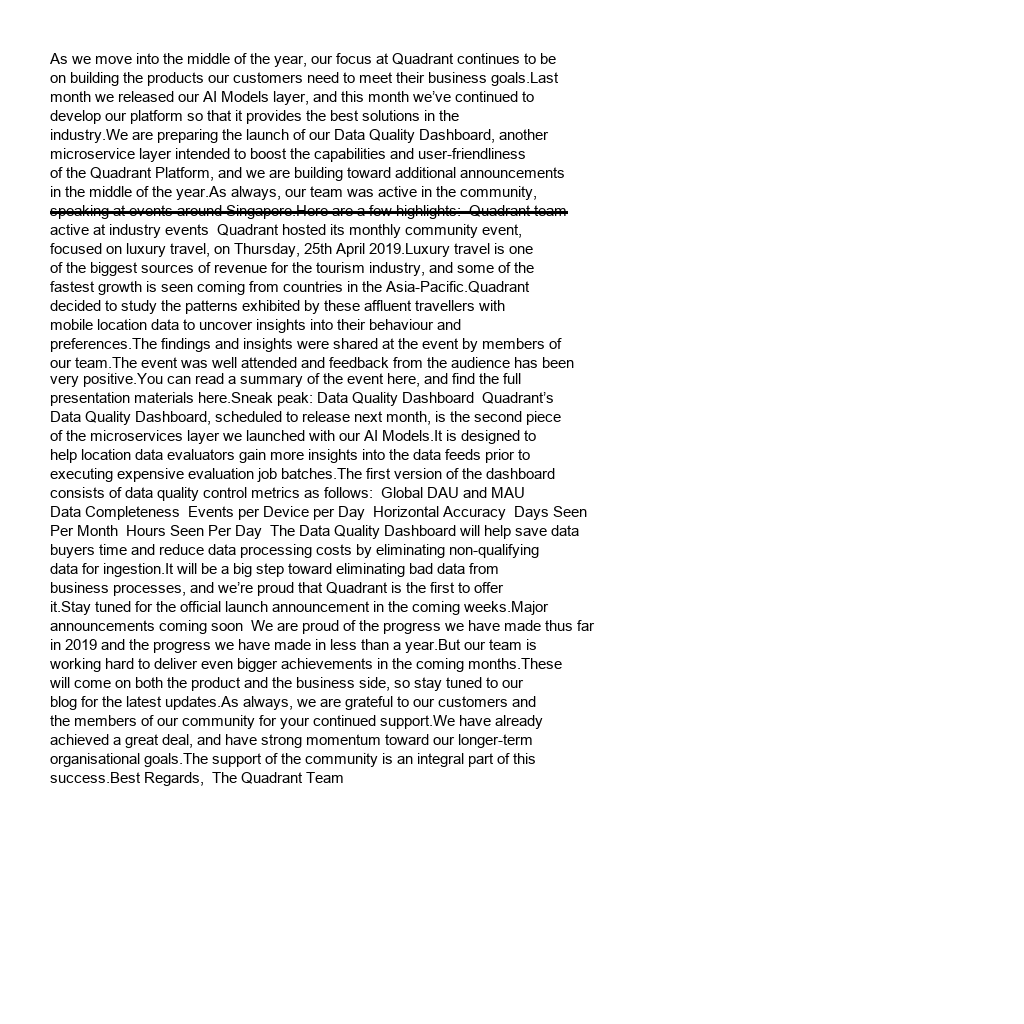 As we move into the middle of the year, our focus at Quadrant continues to be
on building the products our customers need to meet their business goals.Last
month we released our AI Models layer, and this month we’ve continued to
develop our platform so that it provides the best solutions in the
industry.We are preparing the launch of our Data Quality Dashboard, another
microservice layer intended to boost the capabilities and user-friendliness
of the Quadrant Platform, and we are building toward additional announcements
in the middle of the year.As always, our team was active in the community,
speaking at events around Singapore.Here are a few highlights:  Quadrant team
active at industry events  Quadrant hosted its monthly community event,
focused on luxury travel, on Thursday, 25th April 2019.Luxury travel is one
of the biggest sources of revenue for the tourism industry, and some of the
fastest growth is seen coming from countries in the Asia-Pacific.Quadrant
decided to study the patterns exhibited by these affluent travellers with
mobile location data to uncover insights into their behaviour and
preferences.The findings and insights were shared at the event by members of
our team.The event was well attended and feedback from the audience has been
very positive.You can read a summary of the event here, and find the full
presentation materials here.Sneak peak: Data Quality Dashboard  Quadrant’s
Data Quality Dashboard, scheduled to release next month, is the second piece
of the microservices layer we launched with our AI Models.It is designed to
help location data evaluators gain more insights into the data feeds prior to
executing expensive evaluation job batches.The first version of the dashboard
consists of data quality control metrics as follows:  Global DAU and MAU
Data Completeness  Events per Device per Day  Horizontal Accuracy  Days Seen
Per Month  Hours Seen Per Day  The Data Quality Dashboard will help save data
buyers time and reduce data processing costs by eliminating non-qualifying
data for ingestion.It will be a big step toward eliminating bad data from
business processes, and we’re proud that Quadrant is the first to offer
it.Stay tuned for the official launch announcement in the coming weeks.Major
announcements coming soon  We are proud of the progress we have made thus far
in 2019 and the progress we have made in less than a year.But our team is
working hard to deliver even bigger achievements in the coming months.These
will come on both the product and the business side, so stay tuned to our
blog for the latest updates.As always, we are grateful to our customers and
the members of our community for your continued support.We have already
achieved a great deal, and have strong momentum toward our longer-term
organisational goals.The support of the community is an integral part of this
success.Best Regards,  The Quadrant Team